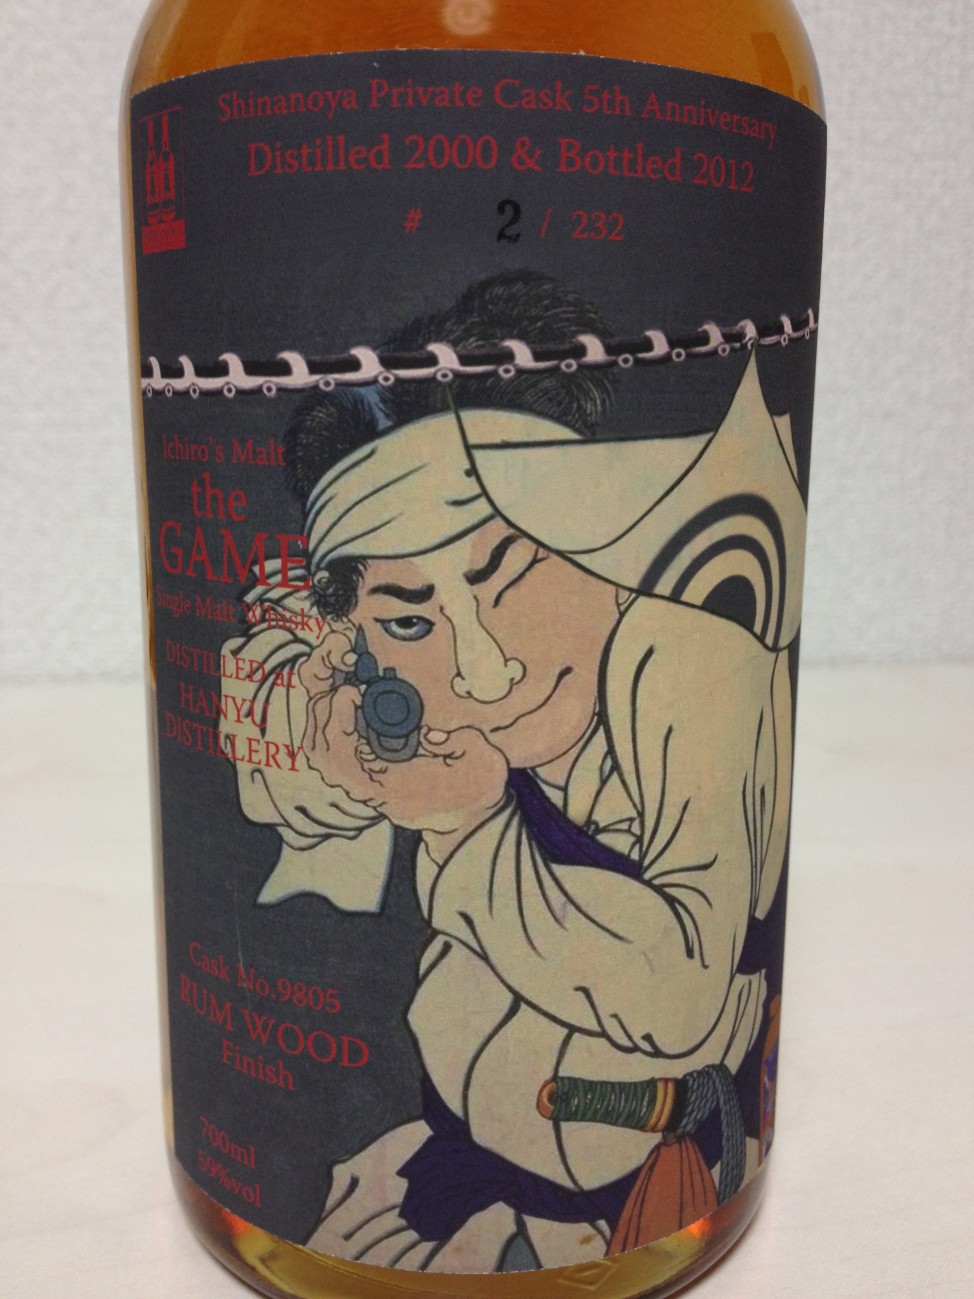 Shinanoya Private Cask 5th Anniversary
Distilled 2000 & Bottled 2012
# 2 / 232
Ichiro's Malt
the
GAME
Single Malt Whisky
DISTILLED at
HANYU
DISTILLERY
Cask No.9805
RUM WOOD
Finish
700ml
59%vol